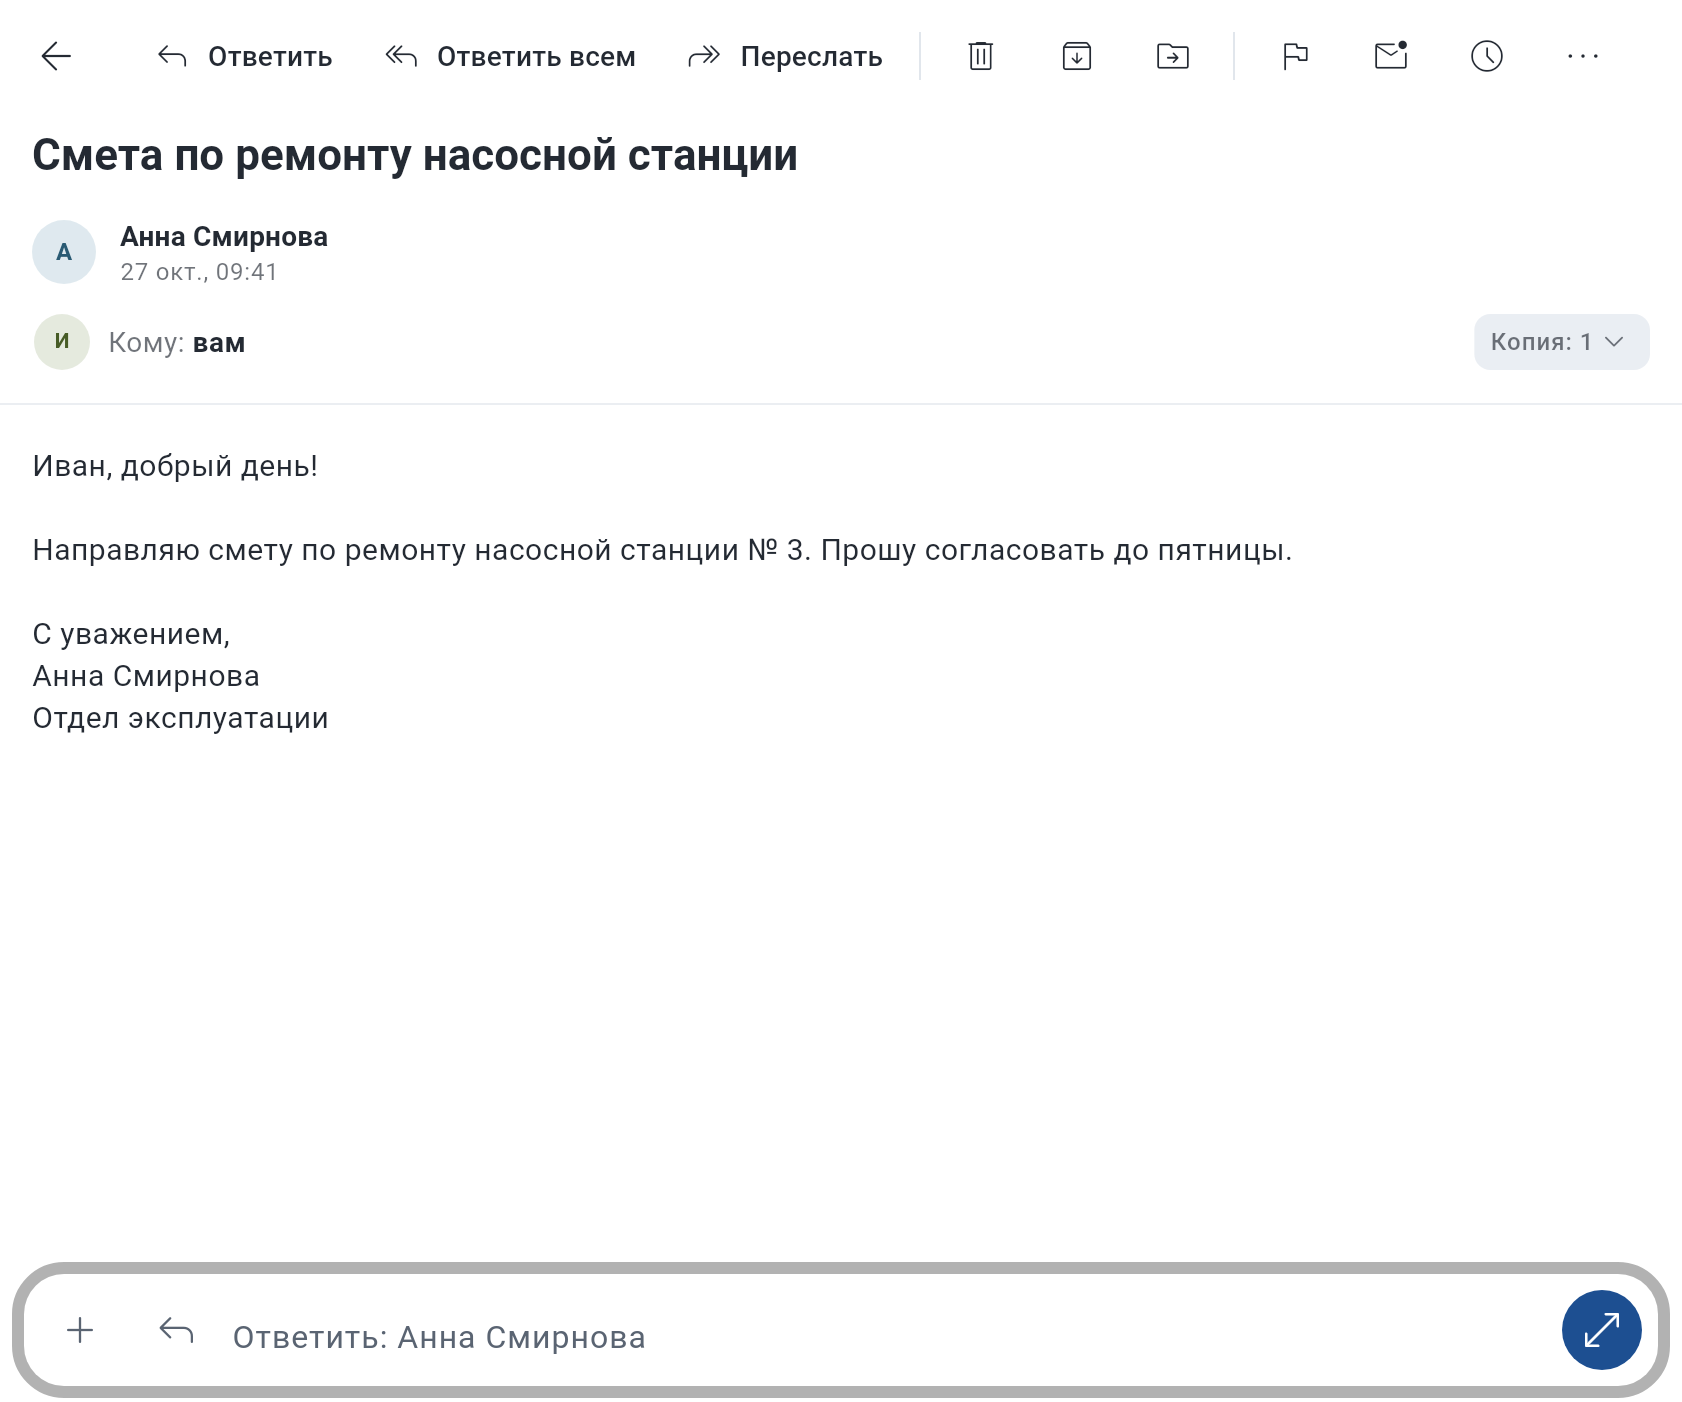 Ответить Ответить всем Переслать
Смета по ремонту насосной станции
А
Анна Смирнова
27 окт., 09:41
И Кому: вам Копия: 1
Иван, добрый день!
Направляю смету по ремонту насосной станции № 3. Прошу согласовать до пятницы.
С уважением,
Анна Смирнова
Отдел эксплуатации
Ответить: Анна Смирнова